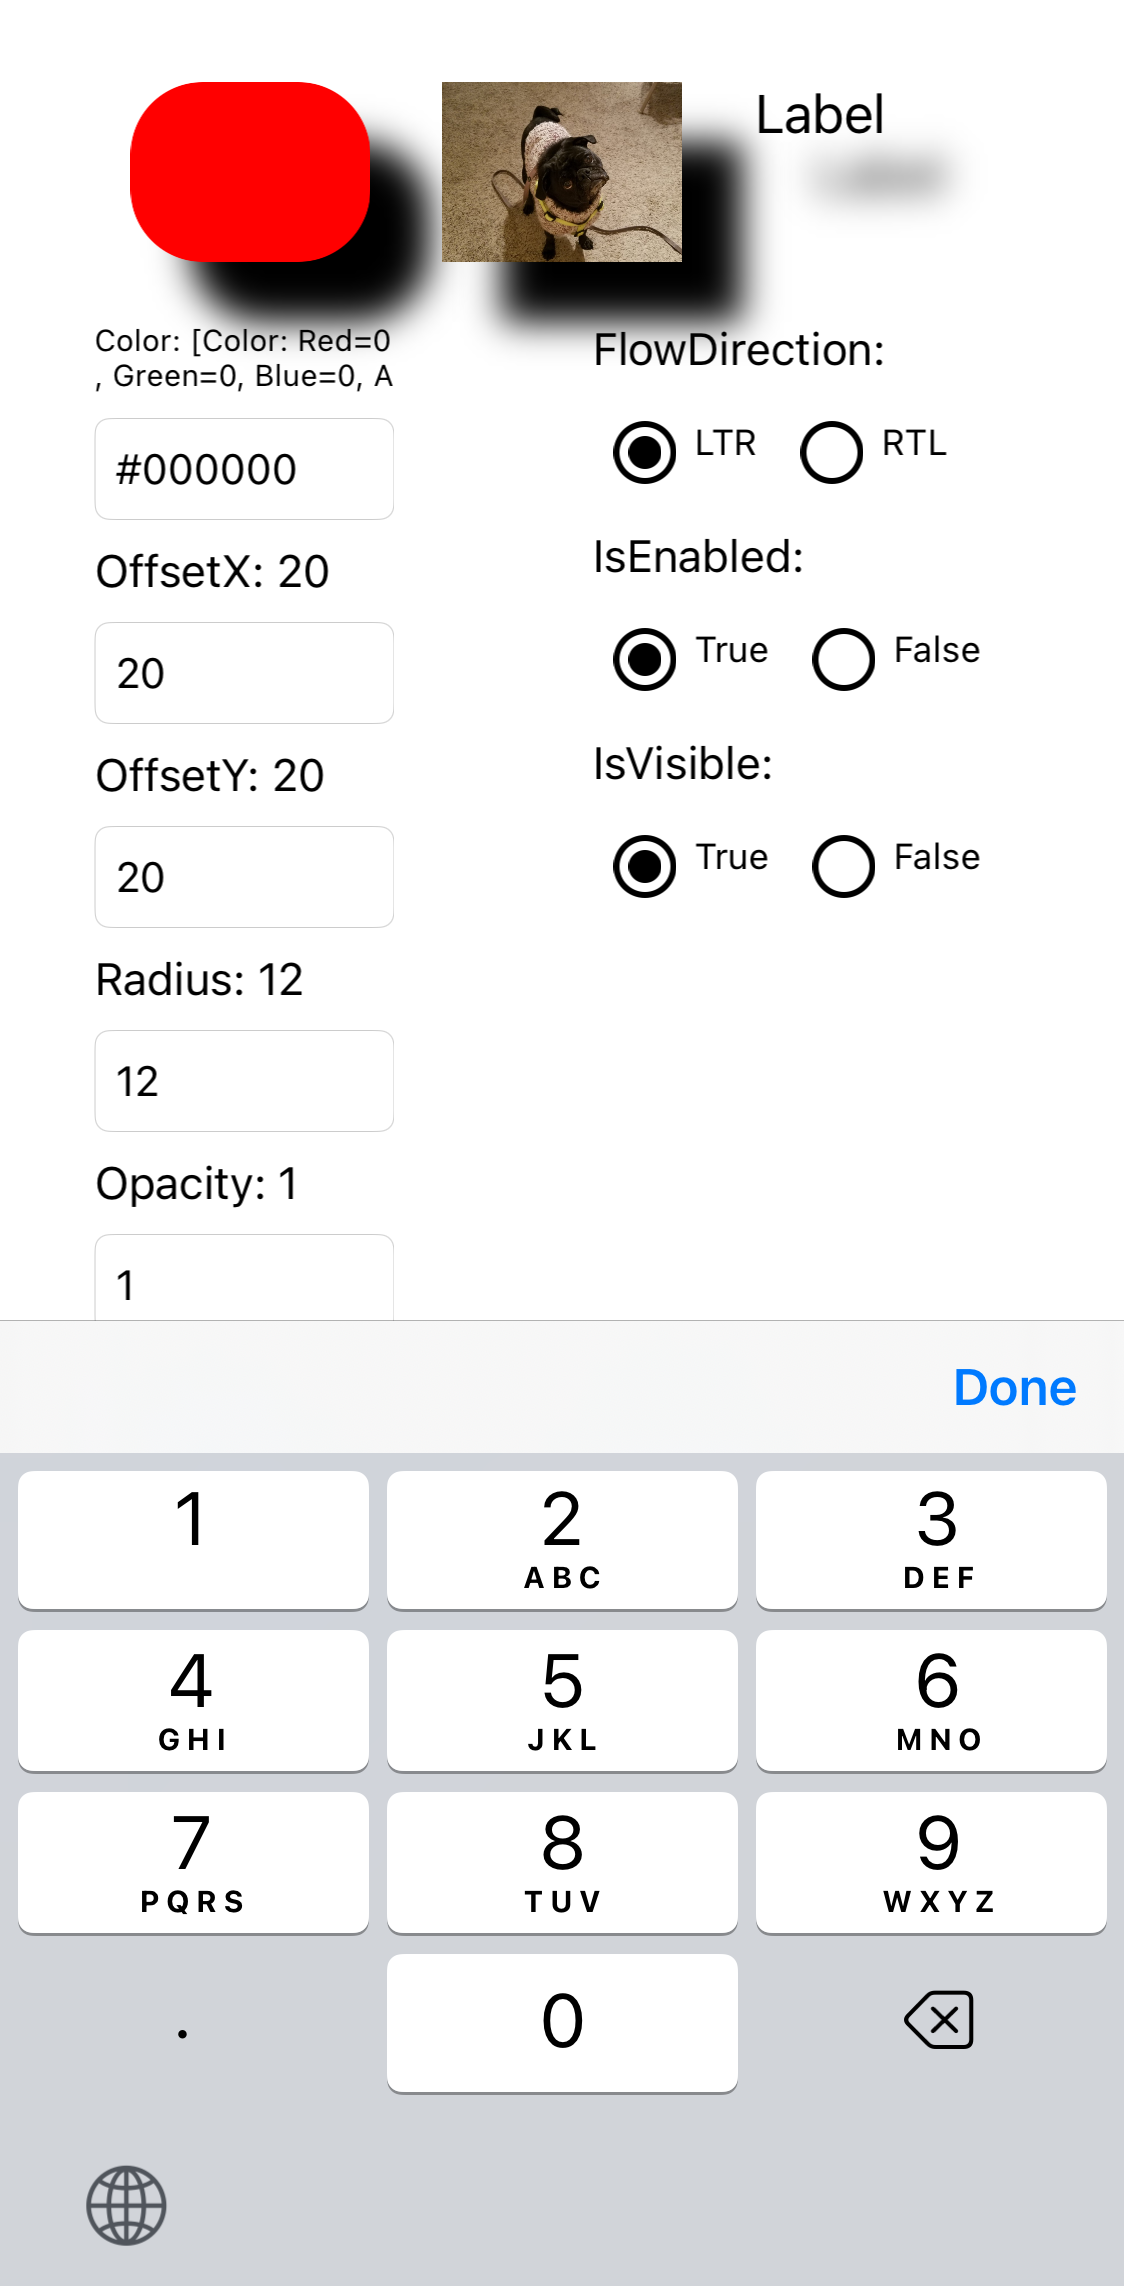 Label
Color: [Color: Red=0
, Green=0, Blue=0, A
#000000
OffsetX: 20
20
OffsetY: 20
20
Radius: 12
12
Opacity: 1
1
FlowDirection:
LTR RTL
IsEnabled:
True False
IsVisible:
True False
Done
1
2
ABC
3
DEF
4
GHI
5
JKL
6
MNO
7
PQRS
8
TUV
9
WXYZ
.
0